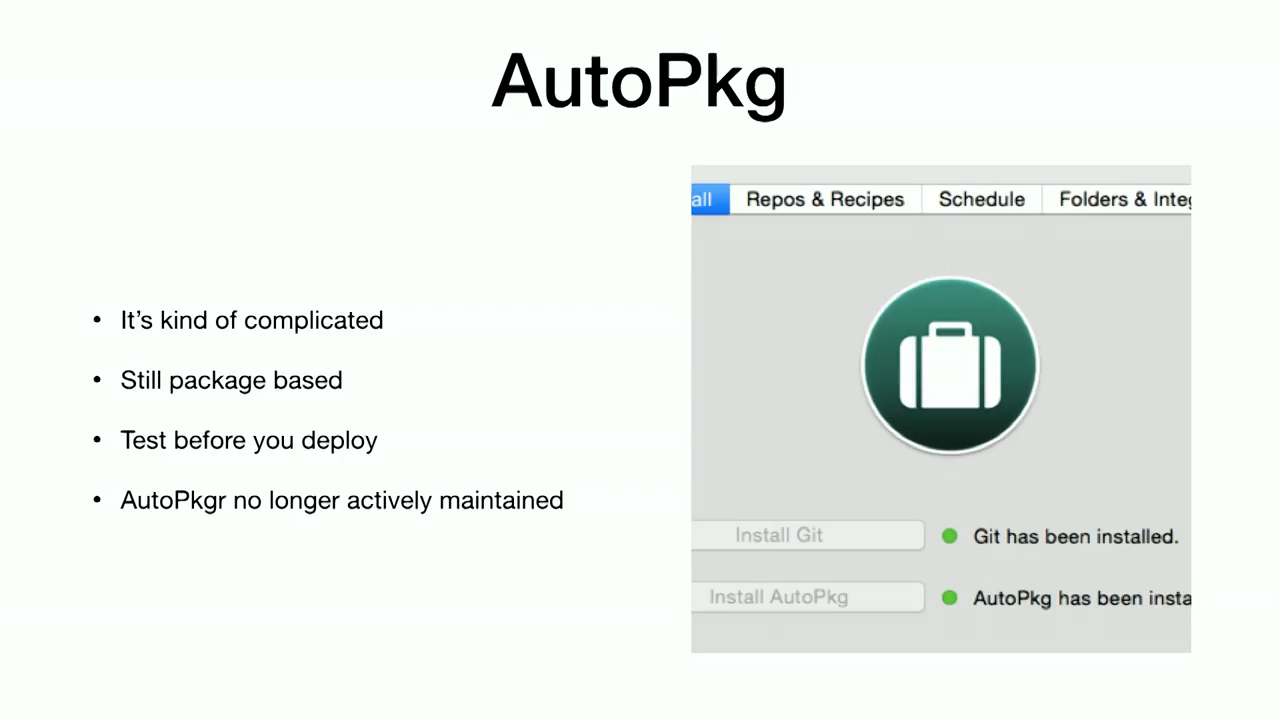 AutoPkg
• It’s kind of complicated
• Still package based
• Test before you deploy
• AutoPkgr no longer actively maintained
all Repos & Recipes Schedule Folders & Integ
Install Git Git has been installed.
Install AutoPkg AutoPkg has been insta